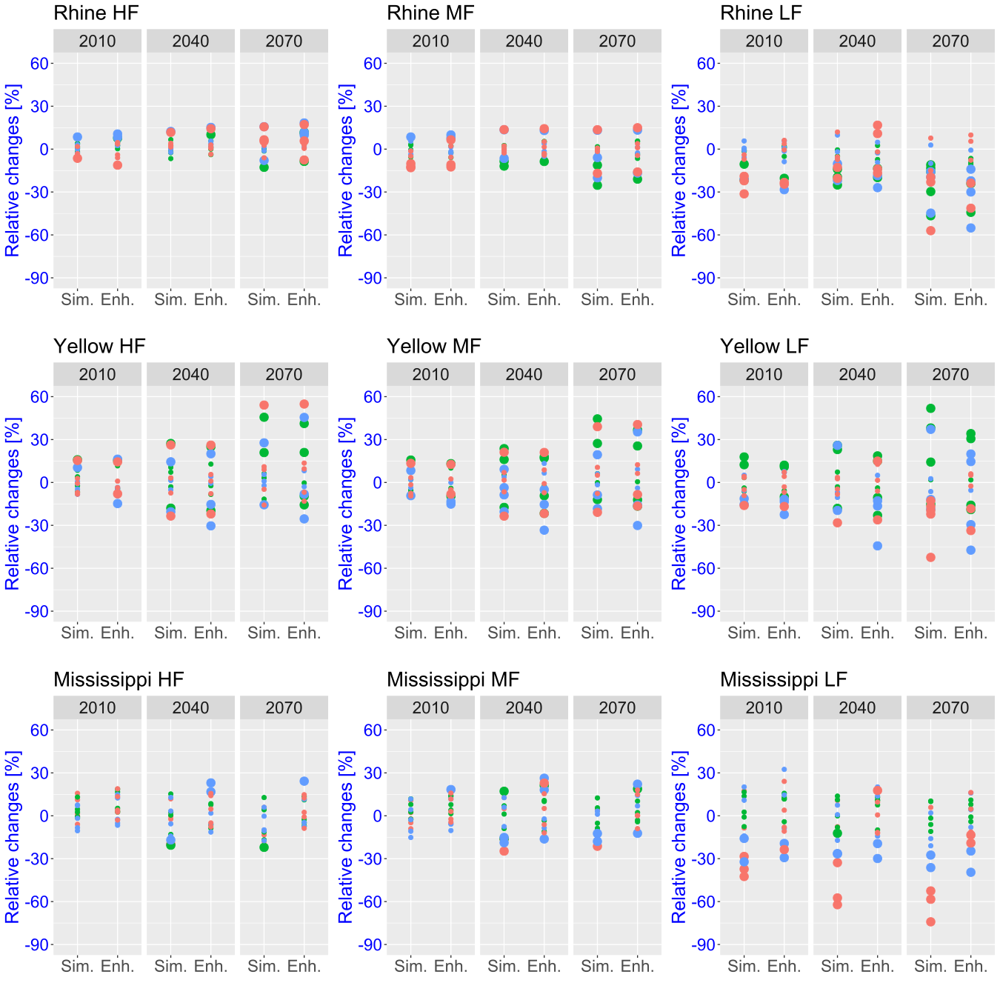 Rhine HF
2010 2040 2070
Relative changes [%]
60
30
0
-30
-60
-90
Sim. Enh. Sim. Enh. Sim. Enh.
Rhine MF
2010 2040 2070
Relative changes [%]
60
30
0
-30
-60
-90
Sim. Enh. Sim. Enh. Sim. Enh.
Rhine LF
2010 2040 2070
Relative changes [%]
60
30
0
-30
-60
-90
Sim. Enh. Sim. Enh. Sim. Enh.
Yellow HF
2010 2040 2070
Relative changes [%]
60
30
0
-30
-60
-90
Sim. Enh. Sim. Enh. Sim. Enh.
Yellow MF
2010 2040 2070
Relative changes [%]
60
30
0
-30
-60
-90
Sim. Enh. Sim. Enh. Sim. Enh.
Yellow LF
2010 2040 2070
Relative changes [%]
60
30
0
-30
-60
-90
Sim. Enh. Sim. Enh. Sim. Enh.
Mississippi HF
2010 2040 2070
Relative changes [%]
60
30
0
-30
-60
-90
Sim. Enh. Sim. Enh. Sim. Enh.
Mississippi MF
2010 2040 2070
Relative changes [%]
60
30
0
-30
-60
-90
Sim. Enh. Sim. Enh. Sim. Enh.
Mississippi LF
2010 2040 2070
Relative changes [%]
60
30
0
-30
-60
-90
Sim. Enh. Sim. Enh. Sim. Enh.